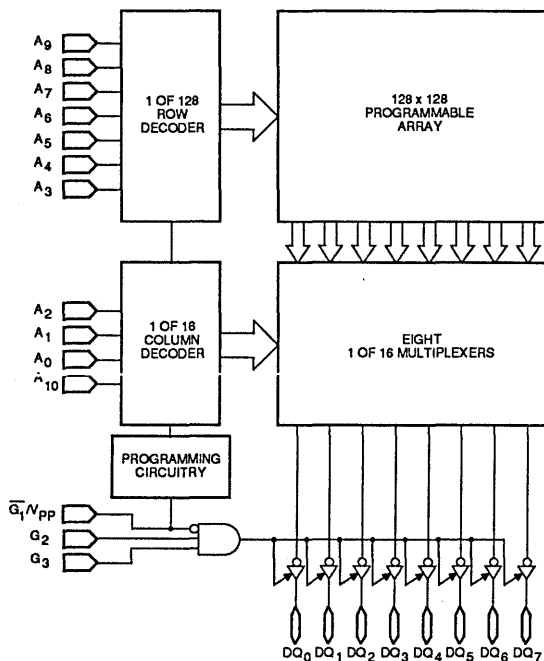 A9
A8
A7
A6
A5
A4
A3
1 OF 128
ROW
DECODER
128 x 128
PROGRAMMABLE
ARRAY
A2
A1
A0
A10
1 OF 16
COLUMN
DECODER
EIGHT
1 OF 16 MULTIPLEXERS
PROGRAMMING
CIRCUITRY
G̅1/VPP
G2
G3
DQ0 DQ1 DQ2 DQ3 DQ4 DQ5 DQ6 DQ7